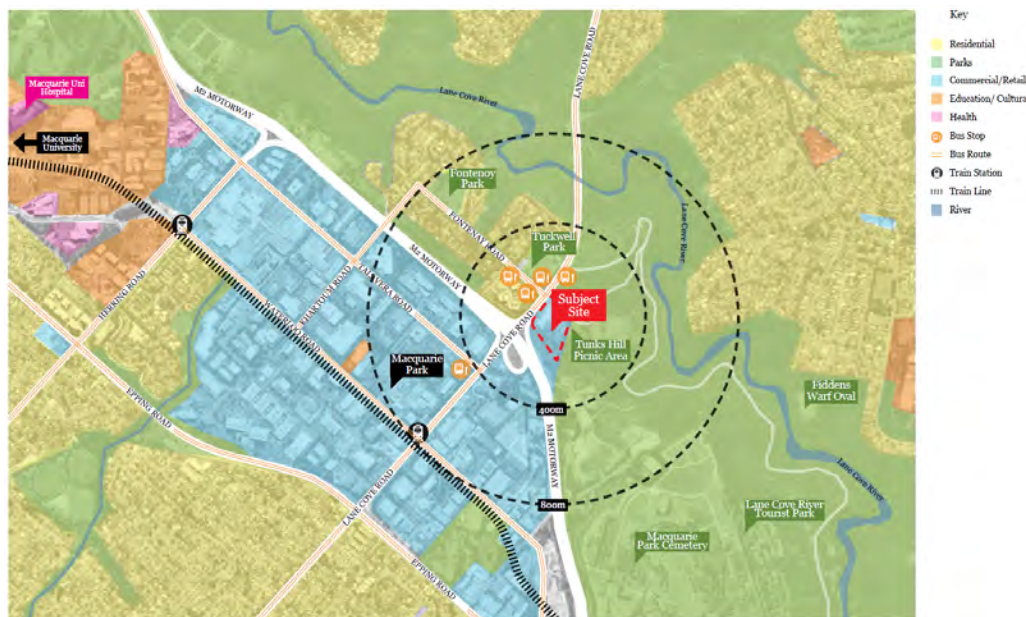 Key
Residential
Parks
Commercial/Retail
Education/ Cultural
Health
Bus Stop
Bus Route
Train Station
Train Line
River
LANE COVE ROAD
Macquarie Uni
Hospital
M2 MOTORWAY
Lane Cove River
Macquarie
University
Fontenoy
Park
FONTENAY ROAD
Tuckwell
Park
Lane Cove River
M2 MOTORWAY
HERRING ROAD
KHARTOUM ROAD
TALAVERA ROAD
WATERLOO ROAD
LANE COVE ROAD
Subject
Site
Tunks Hill
Picnic Area
Macquarie
Park
EPPING ROAD
Fiddens
Warf Oval
400m
M2 MOTORWAY
800m
LANE COVE ROAD
Lane Cove River
Lane Cove River
Tourist Park
Macquarie
Park Cemetery
EPPING ROAD